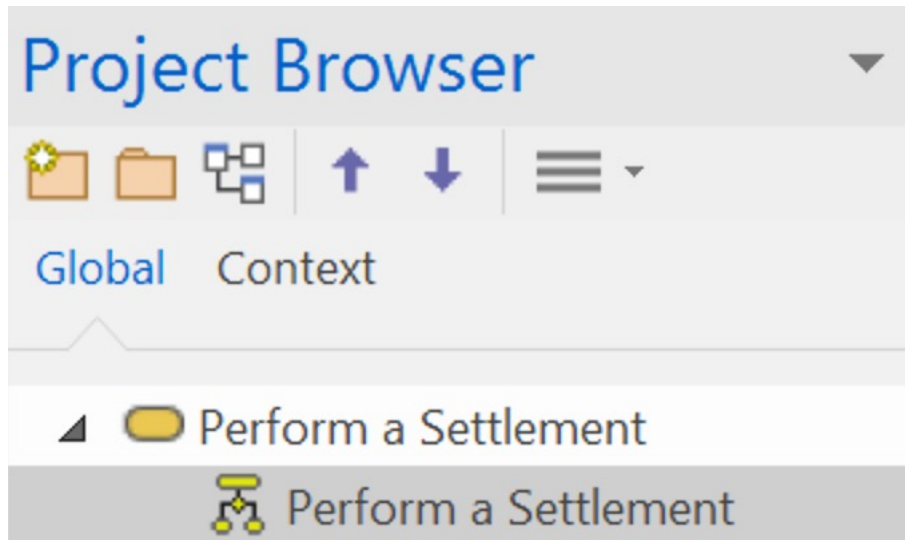 Project Browser
Global Context
Perform a Settlement
Perform a Settlement